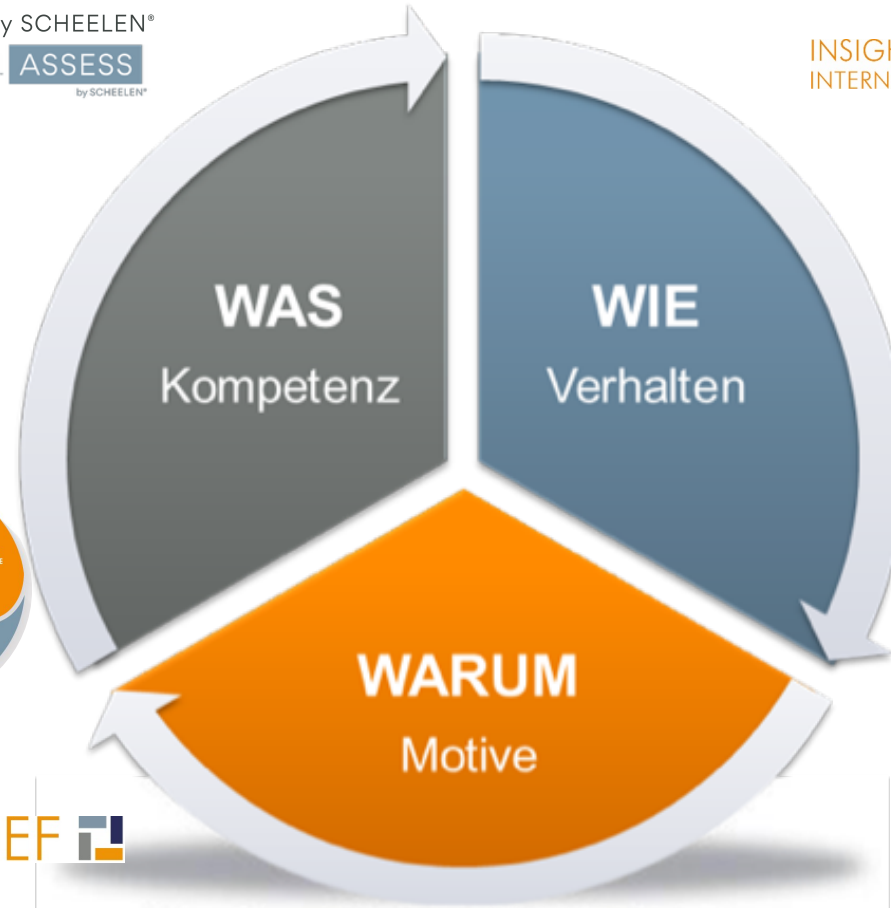 y SCHEELEN®
ASSESS
by SCHEELEN®
INSIGH
INTERN
WAS
Kompetenz
WIE
Verhalten
WARUM
Motive
EF